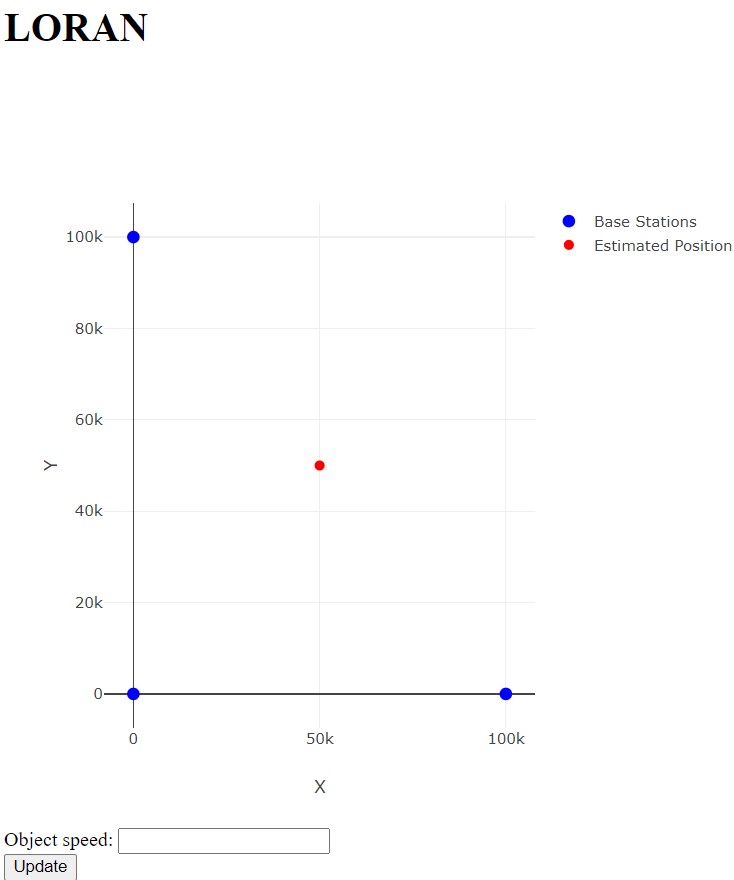 LORAN
Base Stations
Estimated Position
100k
80k
60k
40k
20k
0
Y
0 50k 100k
X
Object speed:
Update